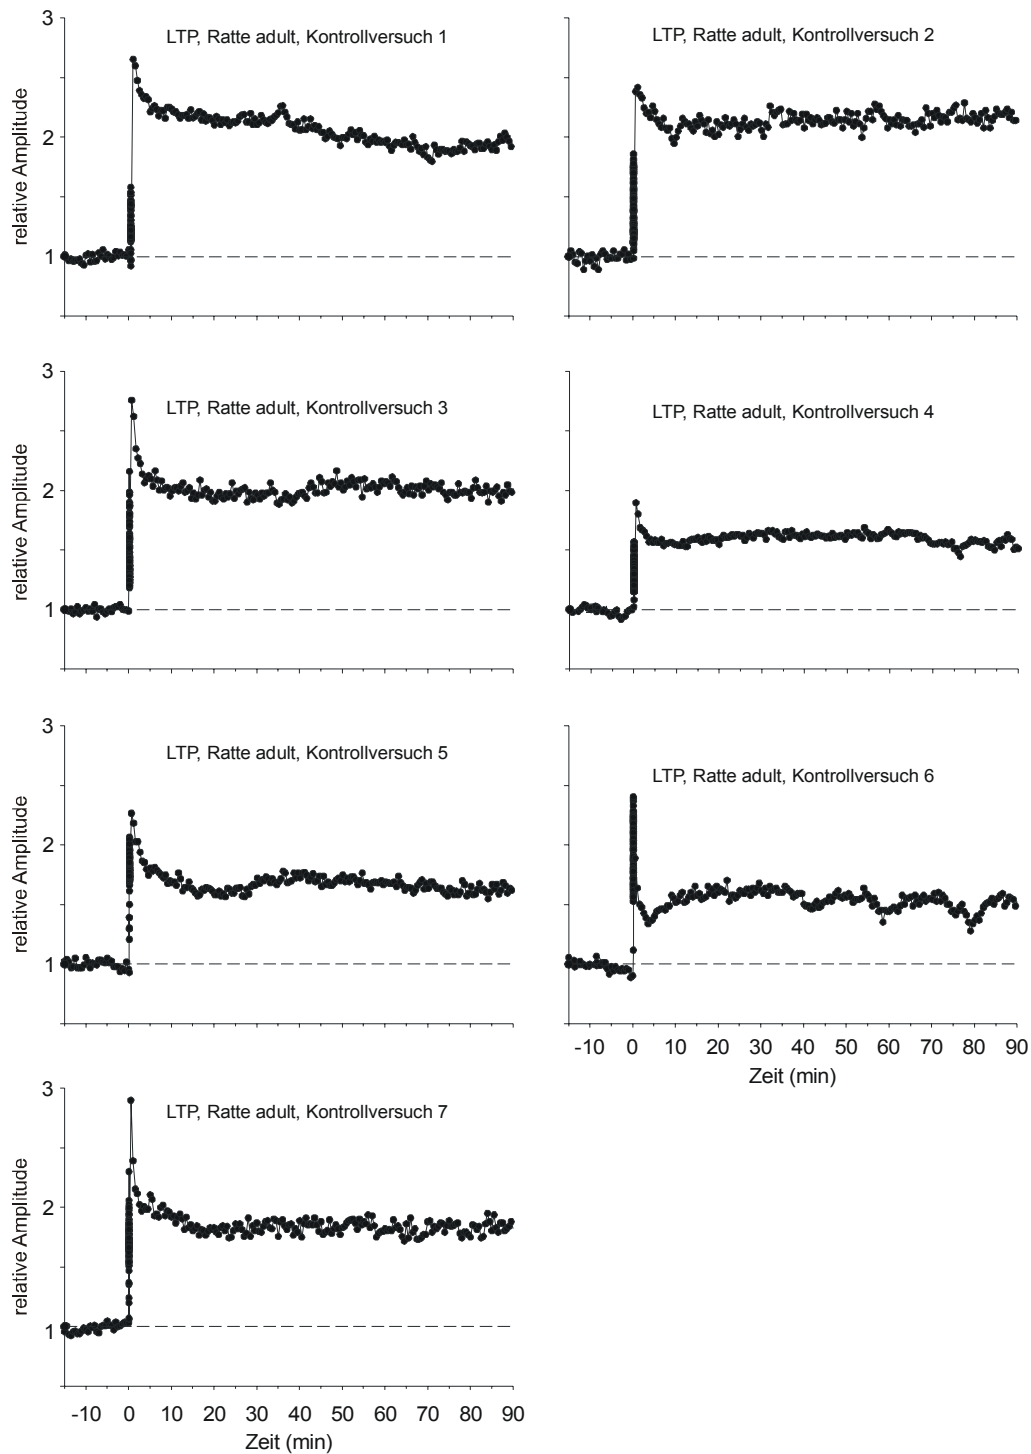 3
LTP, Ratte adult, Kontrollversuch 1
2
1
relative Amplitude
LTP, Ratte adult, Kontrollversuch 2
3
LTP, Ratte adult, Kontrollversuch 3
2
1
relative Amplitude
LTP, Ratte adult, Kontrollversuch 4
3
LTP, Ratte adult, Kontrollversuch 5
2
1
relative Amplitude
LTP, Ratte adult, Kontrollversuch 6
-10 0 10 20 30 40 50 60 70 80 90
Zeit (min)
3
LTP, Ratte adult, Kontrollversuch 7
2
1
relative Amplitude
-10 0 10 20 30 40 50 60 70 80 90
Zeit (min)